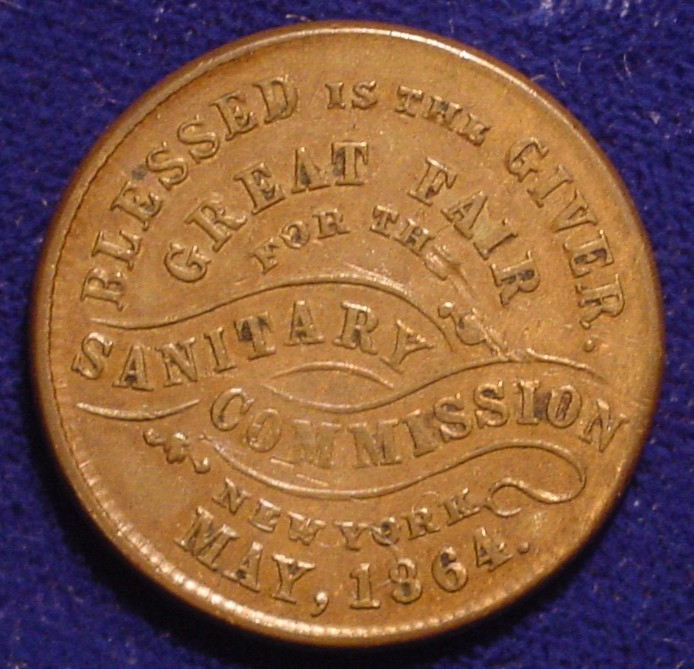 BLESSED IS THE GIVER.
GREAT FAIR
FOR THE
SANITARY
COMMISSION
NEW YORK
MAY, 1864.